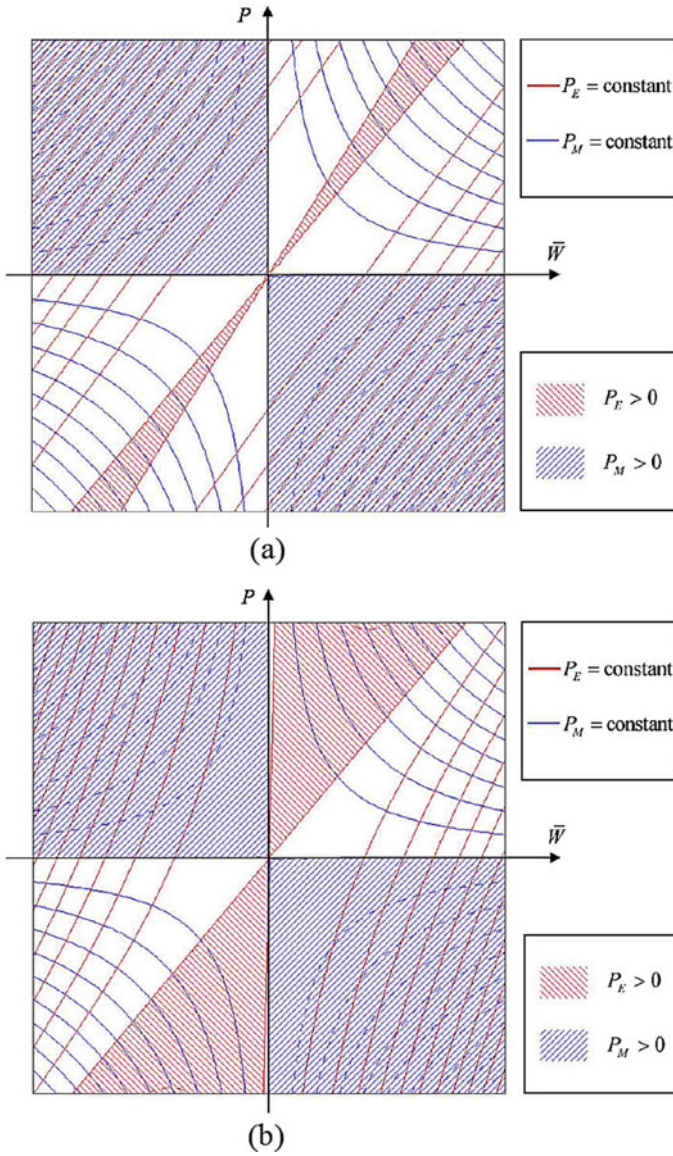 P
P_E = constant
P_M = constant
W̄
P_E > 0
P_M > 0
(a)
P
P_E = constant
P_M = constant
W̄
P_E > 0
P_M > 0
(b)